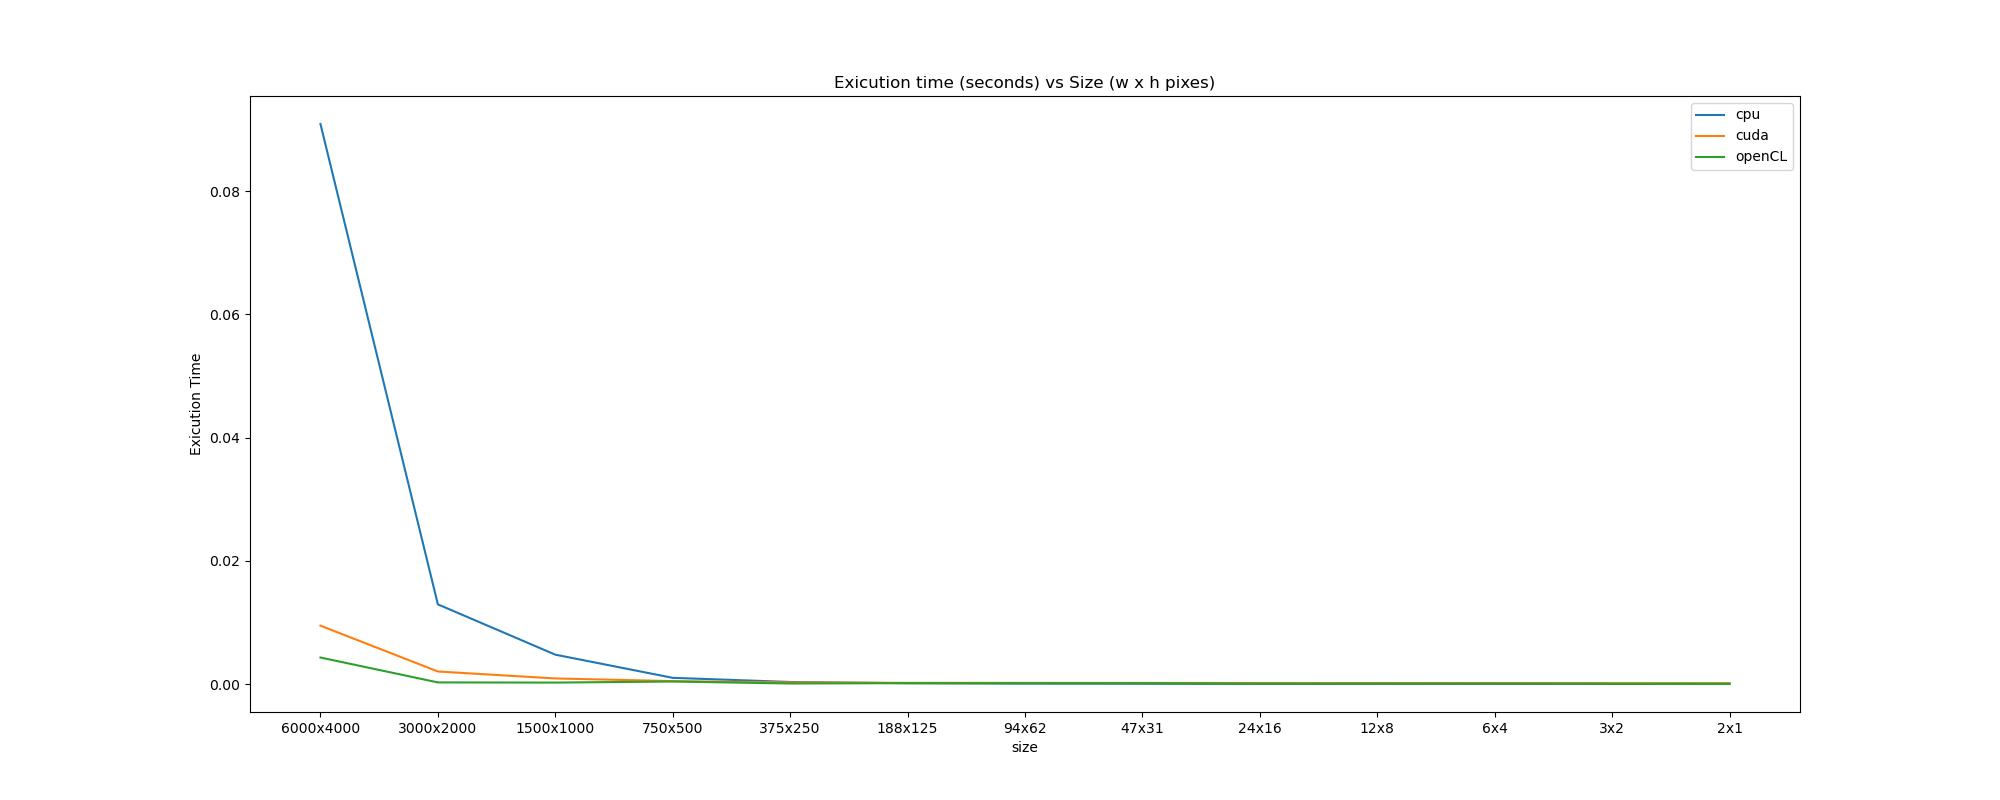 Exicution time (seconds) vs Size (w x h pixes)
cpu
cuda
openCL
Exicution Time
0.08
0.06
0.04
0.02
0.00
6000x4000 3000x2000 1500x1000 750x500 375x250 188x125 94x62 47x31 24x16 12x8 6x4 3x2 2x1
size